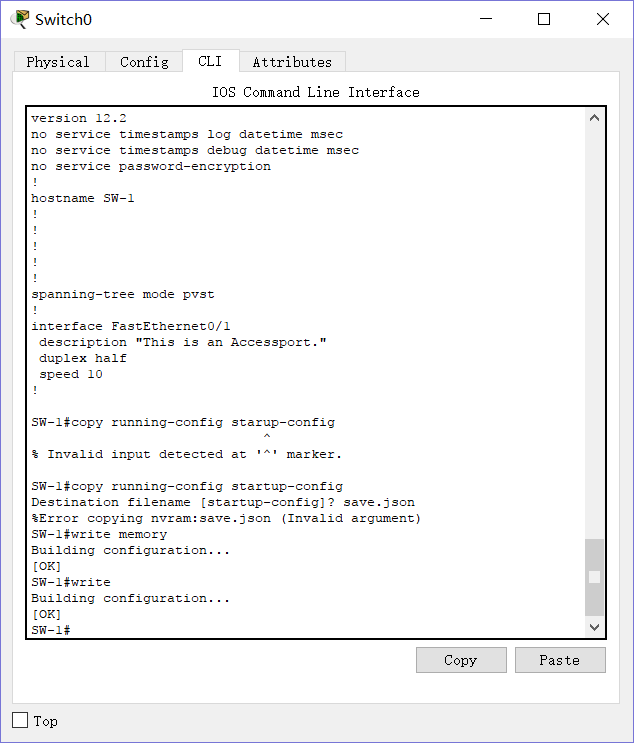 Switch0
Physical Config CLI Attributes
IOS Command Line Interface
version 12.2
no service timestamps log datetime msec
no service timestamps debug datetime msec
no service password-encryption
!
hostname SW-1
!
!
!
!
!
spanning-tree mode pvst
!
interface FastEthernet0/1
 description "This is an Accessport."
 duplex half
 speed 10
!
SW-1#copy running-config starup-config
^
% Invalid input detected at '^' marker.
SW-1#copy running-config startup-config
Destination filename [startup-config]? save.json
%Error copying nvram:save.json (Invalid argument)
SW-1#write memory
Building configuration...
[OK]
SW-1#write
Building configuration...
[OK]
SW-1#
Copy Paste
Top